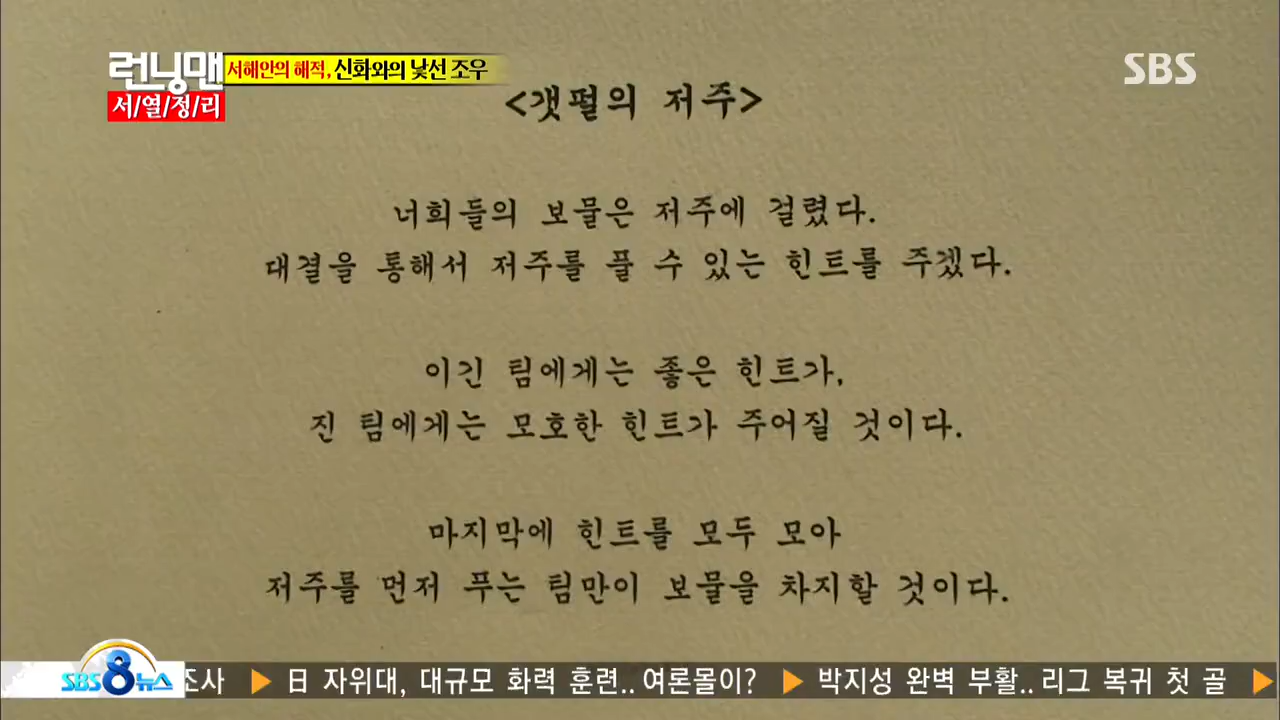 런닝맨
서해안의 해적, 신화와의 낯선 조우
SBS
서/열/정/리
<갯펄의 저주>
너희들의 보물은 저주에 걸렸다.
대결을 통해서 저주를 풀 수 있는 힌트를 주겠다.
이긴 팀에게는 좋은 힌트가,
진 팀에게는 모호한 힌트가 주어질 것이다.
마지막에 힌트를 모두 모아
저주를 먼저 푸는 팀만이 보물을 차지할 것이다.
SBS 8 뉴스 조사 ▶ 日 자위대, 대규모 화력 훈련.. 여론몰이? ▶ 박지성 완벽 부활.. 리그 복귀 첫 골 ▶